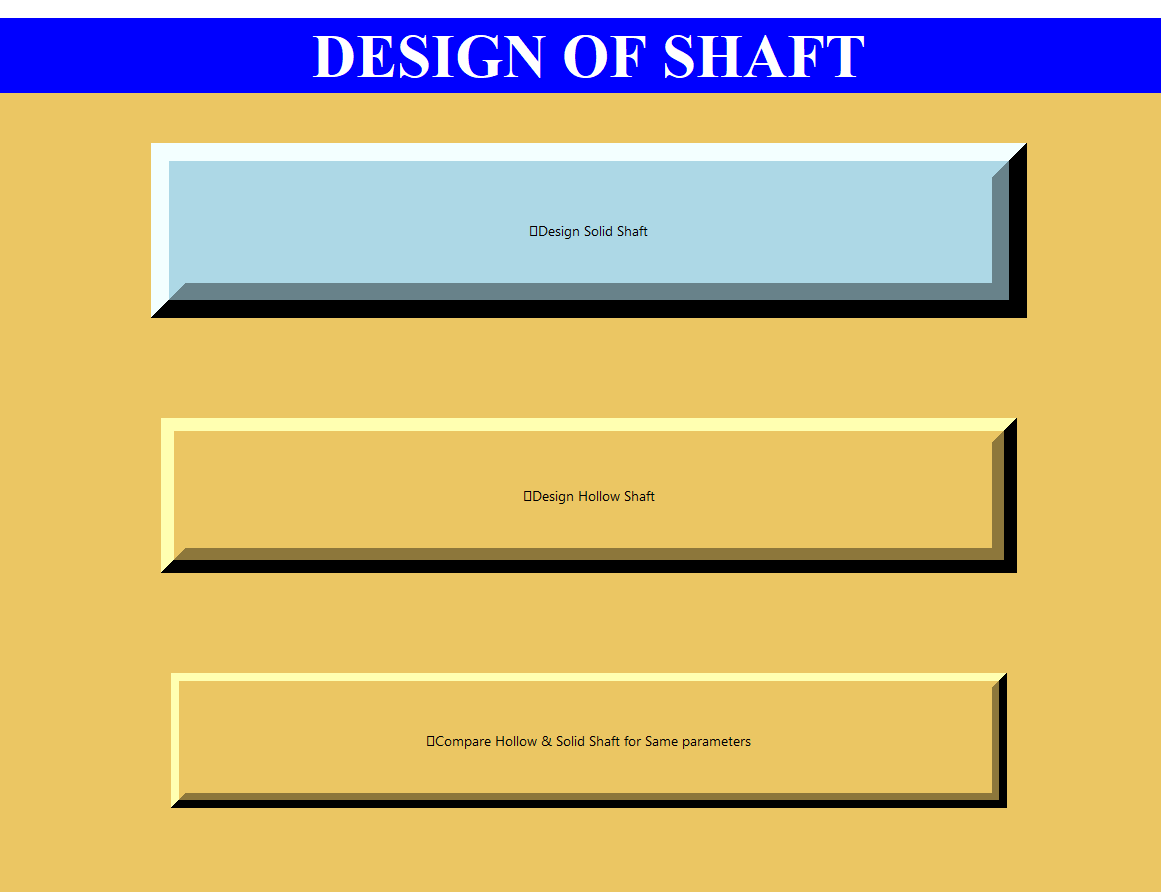 DESIGN OF SHAFT
Design Solid Shaft
Design Hollow Shaft
Compare Hollow & Solid Shaft for Same parameters